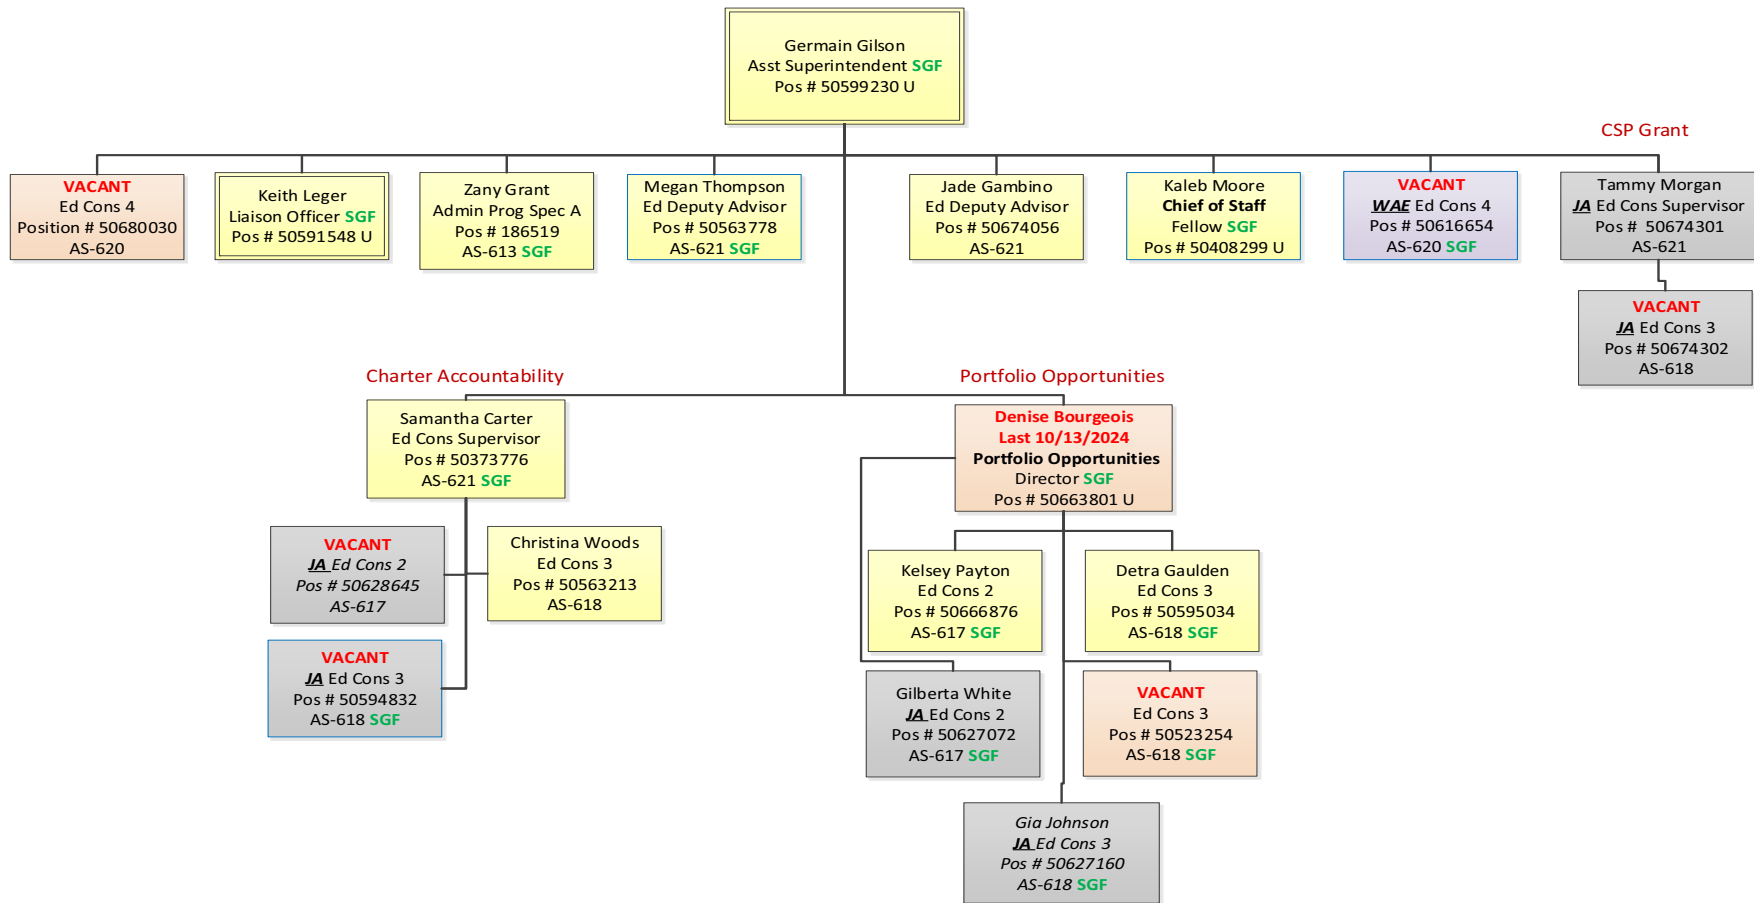 Germain Gilson
Asst Superintendent SGF
Pos # 50599230 U
CSP Grant
VACANT
Ed Cons 4
Position # 50680030
AS-620
Keith Leger
Liaison Officer SGF
Pos # 50591548 U
Zany Grant
Admin Prog Spec A
Pos # 186519
AS-613 SGF
Megan Thompson
Ed Deputy Advisor
Pos # 50563778
AS-621 SGF
Jade Gambino
Ed Deputy Advisor
Pos # 50674056
AS-621
Kaleb Moore
Chief of Staff
Fellow SGF
Pos # 50408299 U
VACANT
WAE Ed Cons 4
Pos # 50616654
AS-620 SGF
Tammy Morgan
JA Ed Cons Supervisor
Pos # 50674301
AS-621
VACANT
JA Ed Cons 3
Pos # 50674302
AS-618
Charter Accountability
Samantha Carter
Ed Cons Supervisor
Pos # 50373776
AS-621 SGF
VACANT
JA Ed Cons 2
Pos # 50628645
AS-617
Christina Woods
Ed Cons 3
Pos # 50563213
AS-618
VACANT
JA Ed Cons 3
Pos # 50594832
AS-618 SGF
Portfolio Opportunities
Denise Bourgeois
Last 10/13/2024
Portfolio Opportunities
Director SGF
Pos # 50663801 U
Kelsey Payton
Ed Cons 2
Pos # 50666876
AS-617 SGF
Detra Gaulden
Ed Cons 3
Pos # 50595034
AS-618 SGF
Gilberta White
JA Ed Cons 2
Pos # 50627072
AS-617 SGF
VACANT
Ed Cons 3
Pos # 50523254
AS-618 SGF
Gia Johnson
JA Ed Cons 3
Pos # 50627160
AS-618 SGF